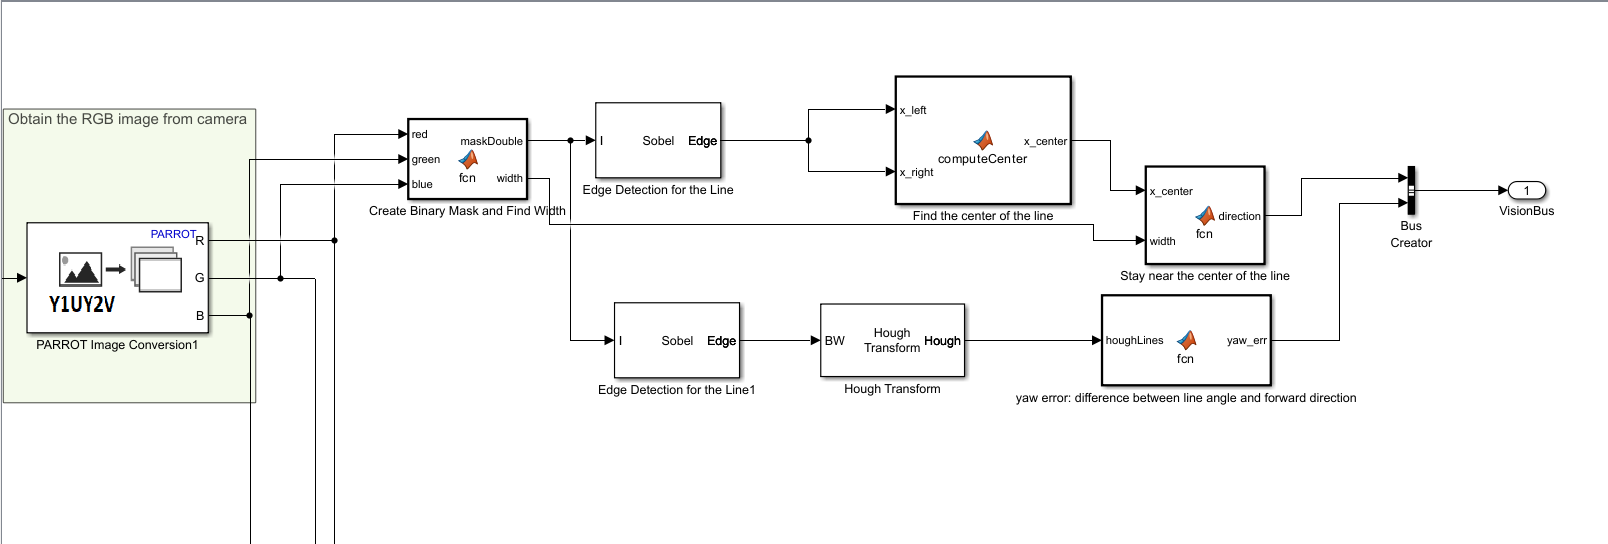 Obtain the RGB image from camera
PARROT
R
G
B
Y1UY2V
PARROT Image Conversion1
red
green
blue
maskDouble
width
fcn
Create Binary Mask and Find Width
I
Sobel
Edge
Edge Detection for the Line
x_left
x_right
x_center
computeCenter
Find the center of the line
x_center
width
direction
fcn
Stay near the center of the line
Bus
Creator
1
VisionBus
I
Sobel
Edge
Edge Detection for the Line1
BW
Hough
Transform
Hough
Hough Transform
houghLines
yaw_err
fcn
yaw error: difference between line angle and forward direction